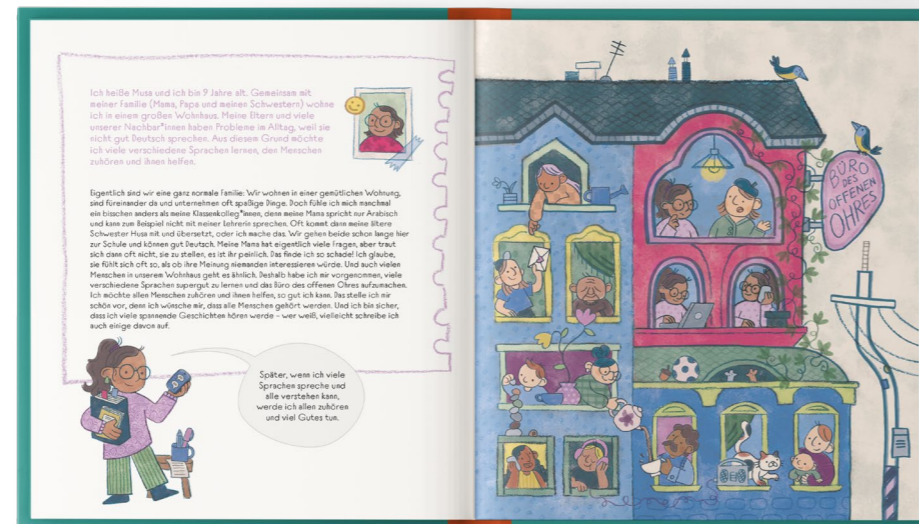 Ich heiße Musa und ich bin 9 Jahre alt. Gemeinsam mit
meiner Familie (Mama, Papa und meinen Schwestern) wohne
ich in einem großen Wohnhaus. Meine Eltern und viele
unserer Nachbar*innen haben Probleme im Alltag, weil sie
nicht gut Deutsch sprechen. Aus diesem Grund möchte
ich viele verschiedene Sprachen lernen, den Menschen
zuhören und ihnen helfen.
Eigentlich sind wir eine ganz normale Familie: Wir wohnen in einer gemütlichen Wohnung,
sind füreinander da und unternehmen oft spaßige Dinge. Doch fühle ich mich manchmal
ein bisschen anders als meine Klassenkolleg*innen, denn meine Mama spricht nur Arabisch
und kann zum Beispiel nicht mit meiner Lehrerin sprechen. Oft kommt dann meine ältere
Schwester Husa mit und übersetzt, oder ich mache das. Wir gehen beide schon lange hier
zur Schule und können gut Deutsch. Meine Mama hat eigentlich viele Fragen, aber traut
sich dann oft nicht, sie zu stellen, es ist ihr peinlich. Das finde ich so schade! Ich glaube,
sie fühlt sich oft so, als ob ihre Meinung niemanden interessieren würde. Und auch vielen
Menschen in unserem Wohnhaus geht es ähnlich. Deshalb habe ich mir vorgenommen, viele
verschiedene Sprachen supergut zu lernen und das Büro des offenen Ohres aufzumachen.
Ich möchte allen Menschen zuhören und ihnen helfen, so gut ich kann. Das stelle ich mir
schön vor, denn ich wünsche mir, dass alle Menschen gehört werden. Und ich bin sicher,
dass ich viele spannende Geschichten hören werde – wer weiß, vielleicht schreibe ich
auch einige davon auf.
Später, wenn ich viele
Sprachen spreche und
alle verstehen kann,
werde ich allen zuhören
und viel Gutes tun.
BÜRO
DES
OFFENEN
OHRES